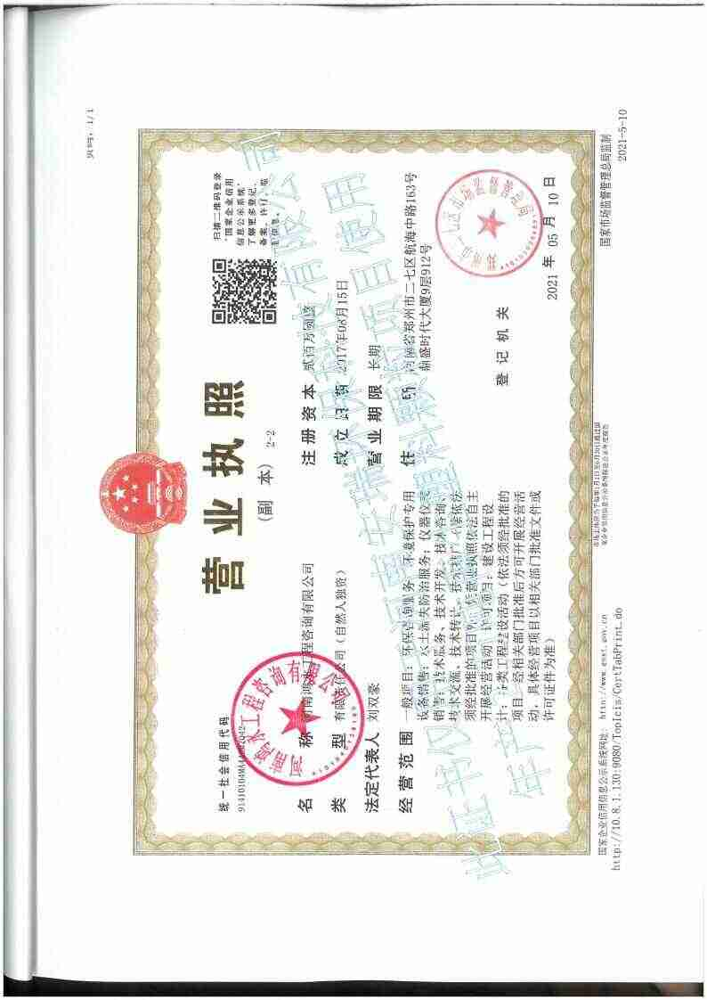 页码：1/1
营业执照
（副 本） 2-2
统一社会信用代码
扫描二维码登录
“国家企业信用
信息公示系统”
了解更多登记、
备案、许可、监
管信息。
名 称 河南鸿水工程咨询有限公司
类 型 有限责任公司（自然人独资）
法定代表人 刘双豪
经营范围 一般项目：环保咨询服务；环境保护专用
设备销售；水土流失防治服务；仪器仪表
销售；技术服务、技术开发、技术咨询、
技术交流、技术转让、技术推广（除依法
须经批准的项目外，凭营业执照依法自主
开展经营活动）许可项目：建设工程设
计；各类工程建设活动（依法须经批准的
项目，经相关部门批准后方可开展经营活
动，具体经营项目以相关部门批准文件或
许可证件为准）
注册资本 贰百万圆整
成立日期 2017年08月15日
营业期限 长期
住 所 河南省郑州市二七区航海中路163号
鼎盛时代大厦9层912号
登记机关
2021 年 05 月 10 日
河南鸿水工程咨询有限公司
国家企业信用信息公示系统网址： http://www.gsxt.gov.cn
市场主体应当于每年1月1日至6月30日通过国
家企业信用信息公示系统报送公示年度报告
国家市场监督管理总局监制
http://10.8.1.130:9080/TopIcis/CertTabPrint.do
2021-5-10